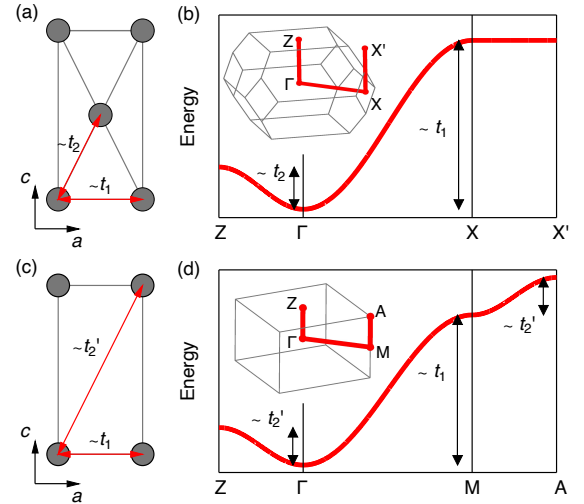 (a)
~t₂
~t₁
c
a
(b)
Energy
Z
Γ
X'
X
~ t₂
~ t₁
Z
Γ
X
X'
(c)
~t₂'
~t₁
c
a
(d)
Energy
Z
A
Γ
M
~ t₂'
~ t₁
~ t₂'
Z
Γ
M
A